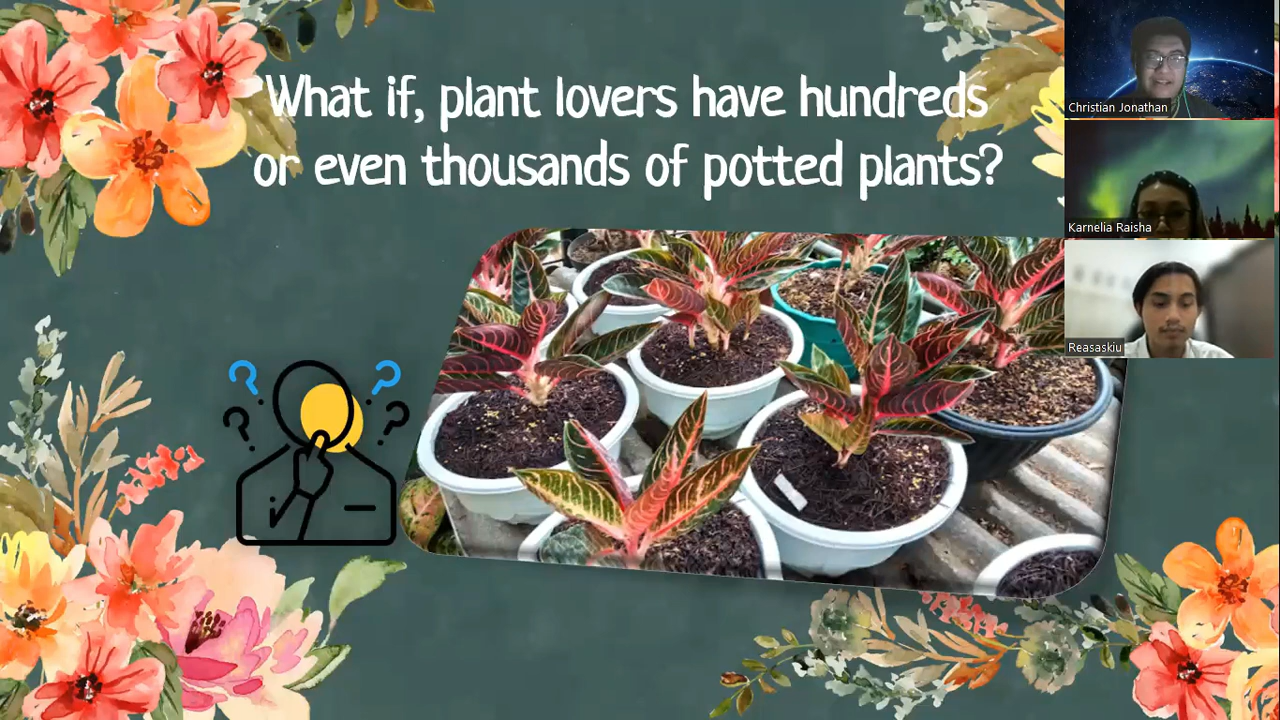 What if, plant lovers have hundreds
or even thousands of potted plants?
Christian Jonathan
Karnelia Raisha
Reasaskiu